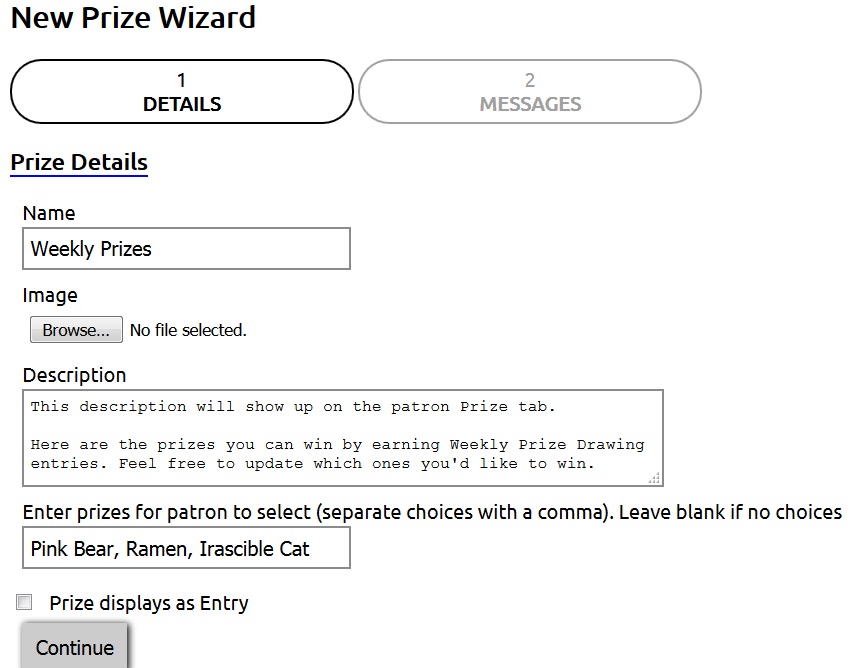 New Prize Wizard
1
DETAILS
2
MESSAGES
Prize Details
Name
Weekly Prizes
Image
Browse... No file selected.
Description
This description will show up on the patron Prize tab.
Here are the prizes you can win by earning Weekly Prize Drawing
entries. Feel free to update which ones you'd like to win.
Enter prizes for patron to select (separate choices with a comma). Leave blank if no choices
Pink Bear, Ramen, Irascible Cat
Prize displays as Entry
Continue